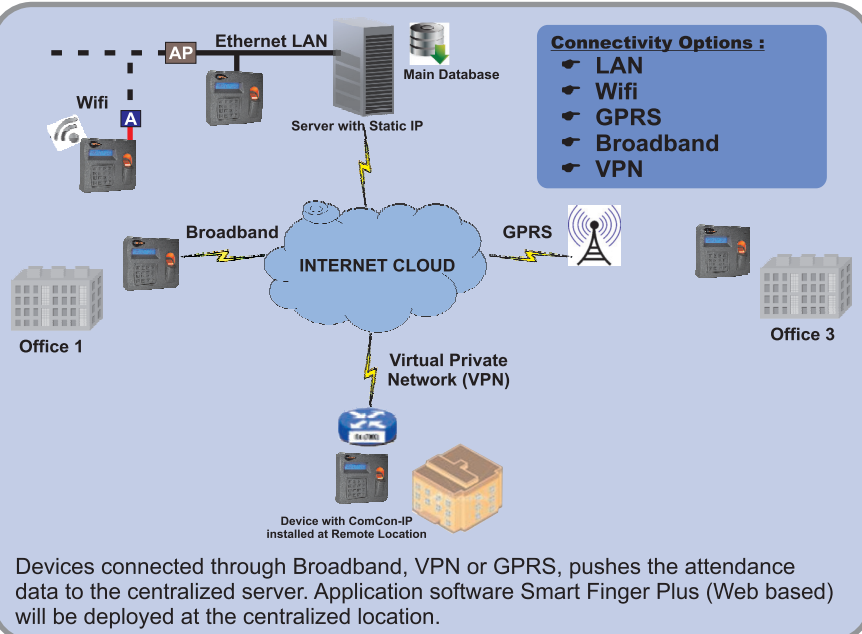 Ethernet LAN
AP
Main Database
Wifi
A
Server with Static IP
Connectivity Options :
LAN
Wifi
GPRS
Broadband
VPN
Broadband
GPRS
INTERNET CLOUD
Office 1
Office 3
Virtual Private
Network (VPN)
Device with ComCon-IP
installed at Remote Location
Devices connected through Broadband, VPN or GPRS, pushes the attendance
data to the centralized server. Application software Smart Finger Plus (Web based)
will be deployed at the centralized location.